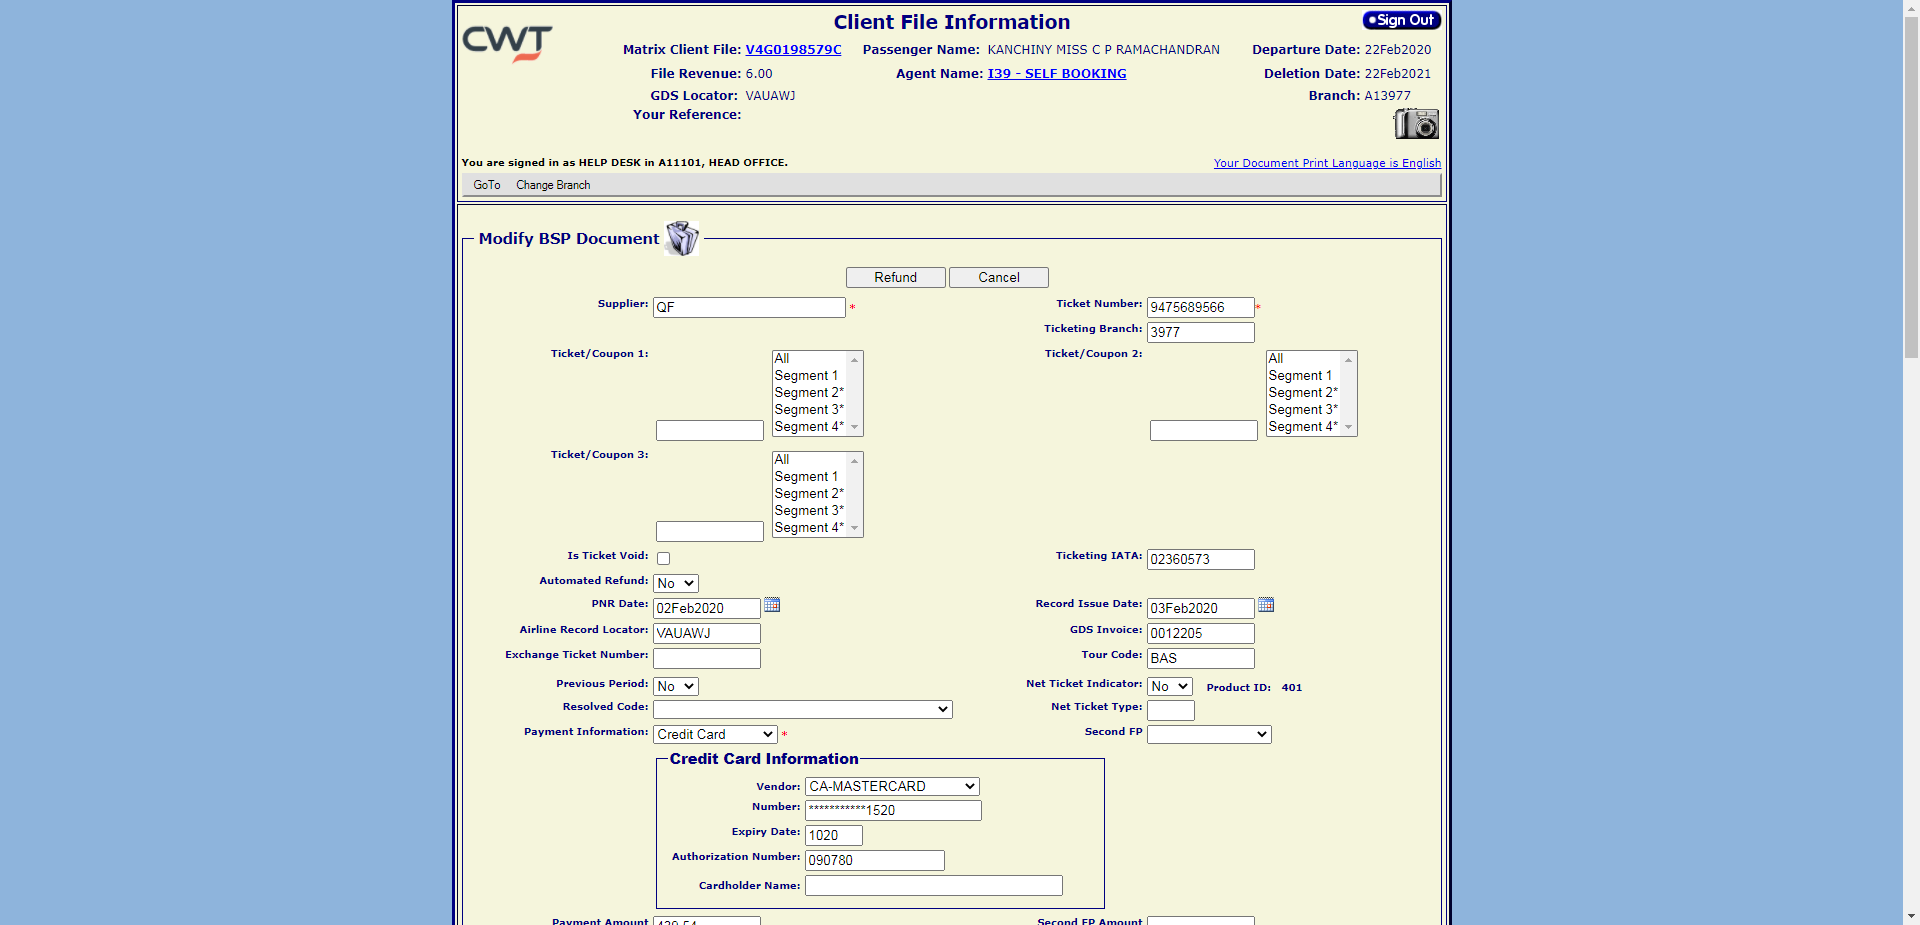 CWT
Client File Information
Sign Out
Matrix Client File: V4G0198579C Passenger Name: KANCHINY MISS C P RAMACHANDRAN Departure Date: 22Feb2020
File Revenue: 6.00 Agent Name: I39 - SELF BOOKING Deletion Date: 22Feb2021
GDS Locator: VAUAWJ Branch: A13977
Your Reference:
You are signed in as HELP DESK in A11101, HEAD OFFICE. Your Document Print Language is English
GoTo Change Branch
Modify BSP Document
Refund Cancel
Supplier: QF * Ticket Number: 9475689566 *
Ticketing Branch: 3977
Ticket/Coupon 1: Ticket/Coupon 2:
All All
Segment 1 Segment 1
Segment 2* Segment 2*
Segment 3* Segment 3*
Segment 4* Segment 4*
Ticket/Coupon 3:
All
Segment 1
Segment 2*
Segment 3*
Segment 4*
Is Ticket Void: Ticketing IATA: 02360573
Automated Refund: No
PNR Date: 02Feb2020 Record Issue Date: 03Feb2020
Airline Record Locator: VAUAWJ GDS Invoice: 0012205
Exchange Ticket Number: Tour Code: BAS
Previous Period: No Net Ticket Indicator: No Product ID: 401
Resolved Code: Net Ticket Type:
Payment Information: Credit Card * Second FP
Credit Card Information
Vendor: CA-MASTERCARD
Number: ***********1520
Expiry Date: 1020
Authorization Number: 090780
Cardholder Name:
Payment Amount Second FP Amount